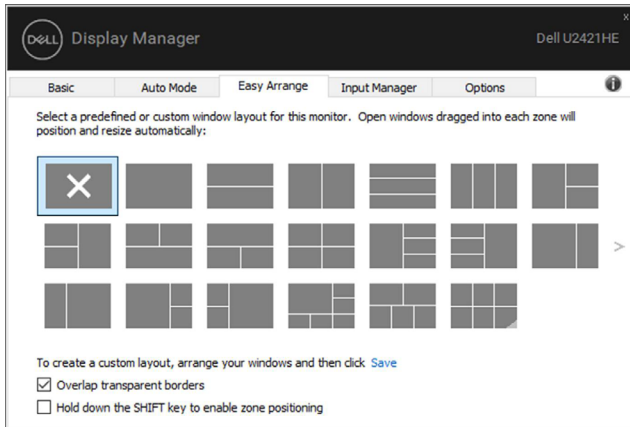 x
DELL Display Manager
Dell U2421HE
Basic Auto Mode Easy Arrange Input Manager Options
Select a predefined or custom window layout for this monitor. Open windows dragged into each zone will
position and resize automatically:
To create a custom layout, arrange your windows and then click Save
Overlap transparent borders
Hold down the SHIFT key to enable zone positioning